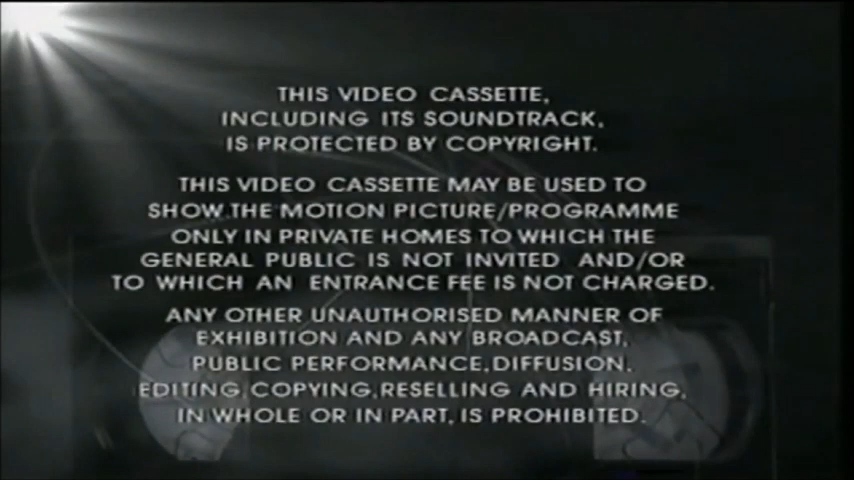 THIS VIDEO CASSETTE,
INCLUDING ITS SOUNDTRACK,
IS PROTECTED BY COPYRIGHT.
THIS VIDEO CASSETTE MAY BE USED TO
SHOW THE MOTION PICTURE/PROGRAMME
ONLY IN PRIVATE HOMES TO WHICH THE
GENERAL PUBLIC IS NOT INVITED AND/OR
TO WHICH AN ENTRANCE FEE IS NOT CHARGED.
ANY OTHER UNAUTHORISED MANNER OF
EXHIBITION AND ANY BROADCAST,
PUBLIC PERFORMANCE,DIFFUSION,
EDITING,COPYING,RESELLING AND HIRING,
IN WHOLE OR IN PART, IS PROHIBITED.